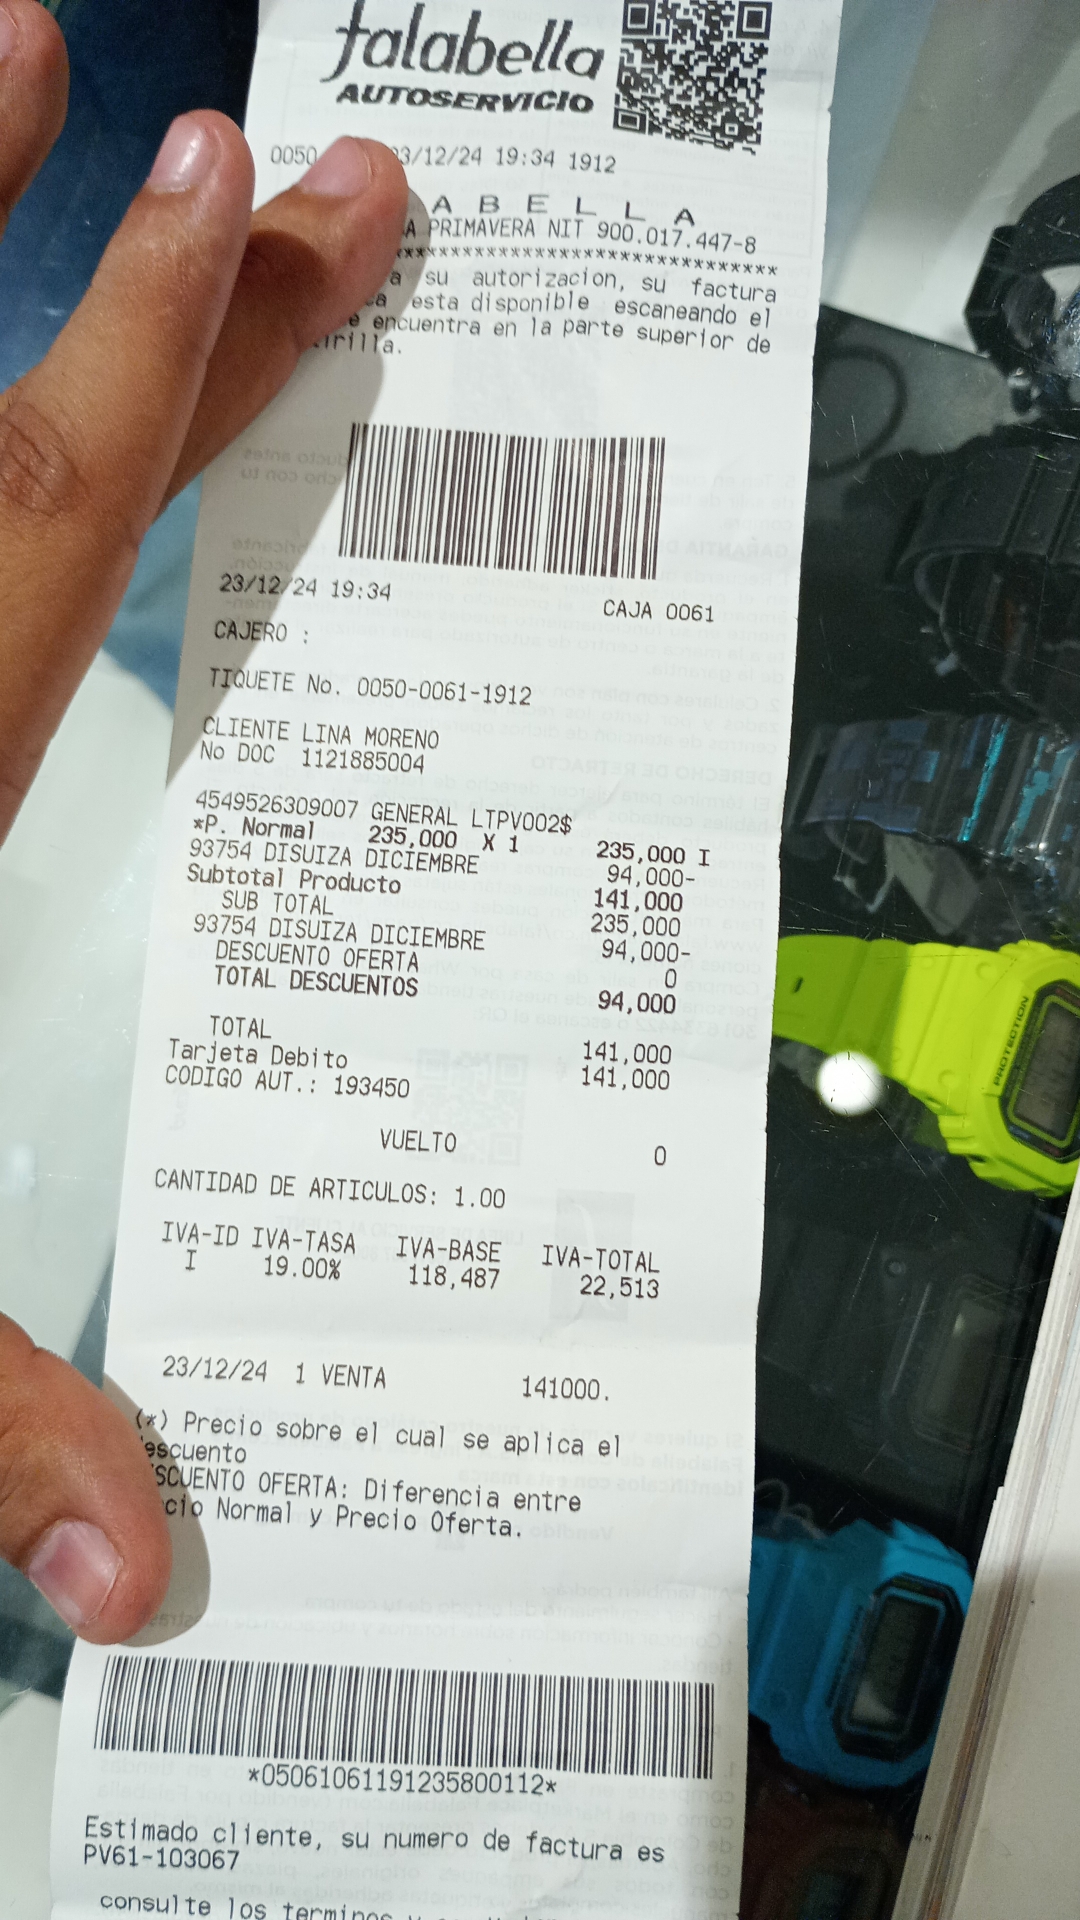 falabella
AUTOSERVICIO
0050 3/12/24 19:34 1912
A B E L L A
A PRIMAVERA NIT 900.017.447-8
*******************************
a su autorizacion, su factura
esta disponible escaneando el
encuentra en la parte superior de
irilla.
23/12/24 19:34
CAJA 0061
CAJERO :
TIQUETE No. 0050-0061-1912
CLIENTE LINA MORENO
No DOC 1121885004
4549526309007 GENERAL LTPV002$
*P. Normal 235,000 X 1 235,000 I
93754 DISUIZA DICIEMBRE 94,000-
Subtotal Producto 141,000
SUB TOTAL 235,000
93754 DISUIZA DICIEMBRE 94,000-
DESCUENTO OFERTA 0
TOTAL DESCUENTOS 94,000
TOTAL 141,000
Tarjeta Debito 141,000
CODIGO AUT.: 193450
VUELTO 0
CANTIDAD DE ARTICULOS: 1.00
IVA-ID IVA-TASA IVA-BASE IVA-TOTAL
I 19.00% 118,487 22,513
23/12/24 1 VENTA 141000.
(*) Precio sobre el cual se aplica el
escuento
SCUENTO OFERTA: Diferencia entre
cio Normal y Precio Oferta.
*05061061191235800112*
Estimado cliente, su numero de factura es
PV61-103067
consulte los terminos
PROTECTION